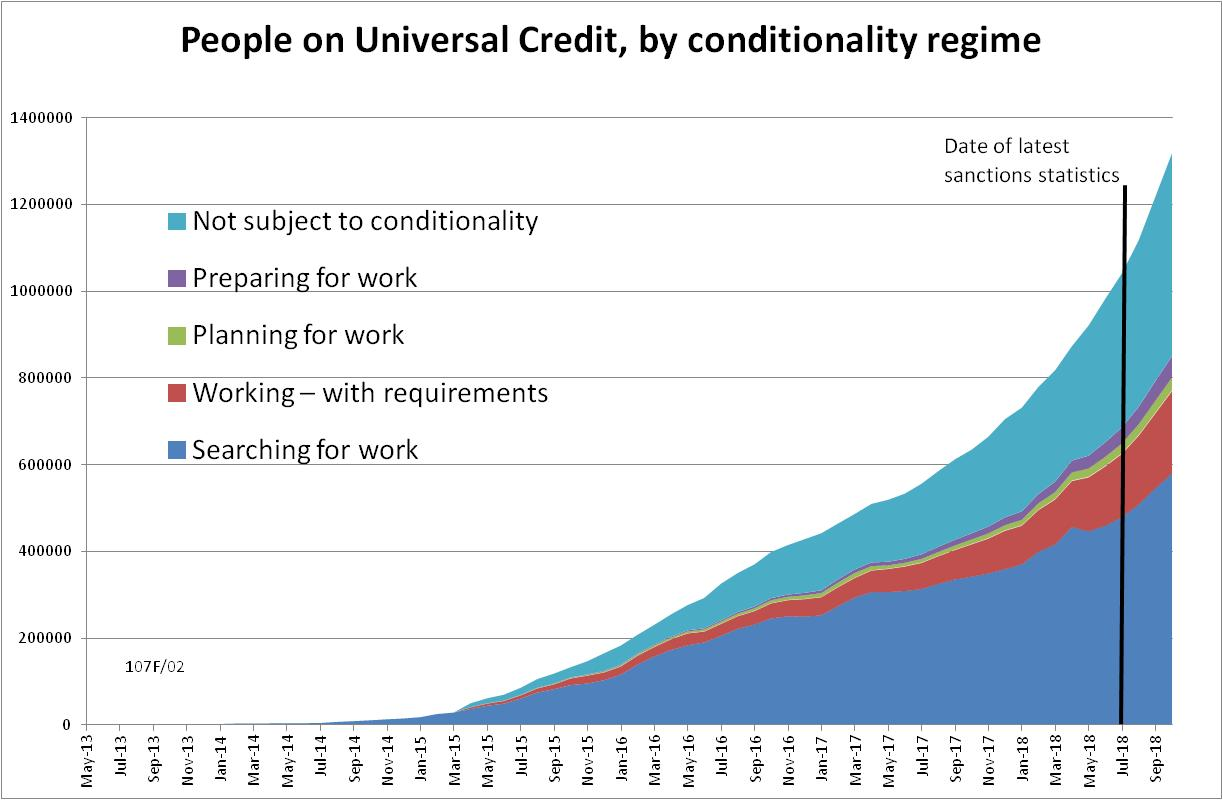 People on Universal Credit, by conditionality regime
1400000
1200000
1000000
800000
600000
400000
200000
0
Date of latest
sanctions statistics
Not subject to conditionality
Preparing for work
Planning for work
Working – with requirements
Searching for work
107F/02
May-13
Jul-13
Sep-13
Nov-13
Jan-14
Mar-14
May-14
Jul-14
Sep-14
Nov-14
Jan-15
Mar-15
May-15
Jul-15
Sep-15
Nov-15
Jan-16
Mar-16
May-16
Jul-16
Sep-16
Nov-16
Jan-17
Mar-17
May-17
Jul-17
Sep-17
Nov-17
Jan-18
Mar-18
May-18
Jul-18
Sep-18